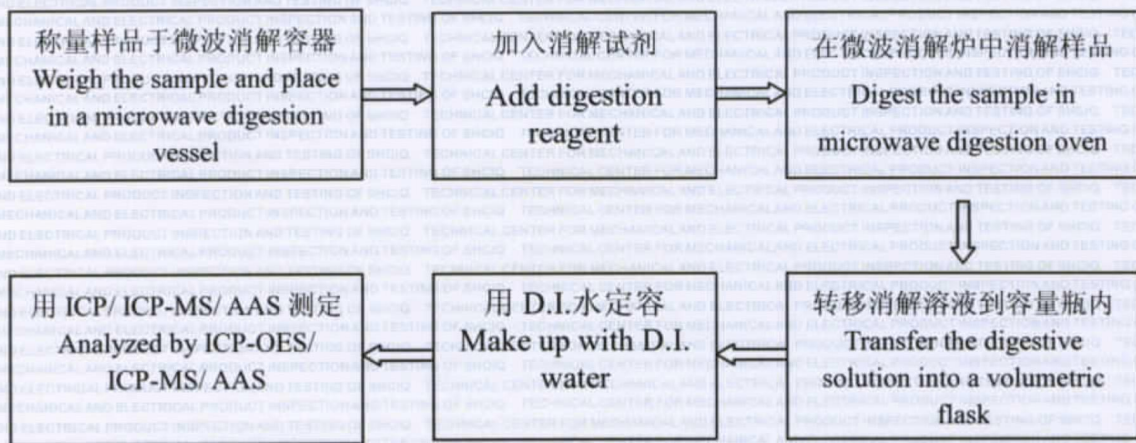 称量样品于微波消解容器
Weigh the sample and place
in a microwave digestion
vessel
加入消解试剂
Add digestion
reagent
在微波消解炉中消解样品
Digest the sample in
microwave digestion oven
转移消解溶液到容量瓶内
Transfer the digestive
solution into a volumetric
flask
用 D.I.水定容
Make up with D.I.
water
用 ICP/ ICP-MS/ AAS 测定
Analyzed by ICP-OES/
ICP-MS/ AAS